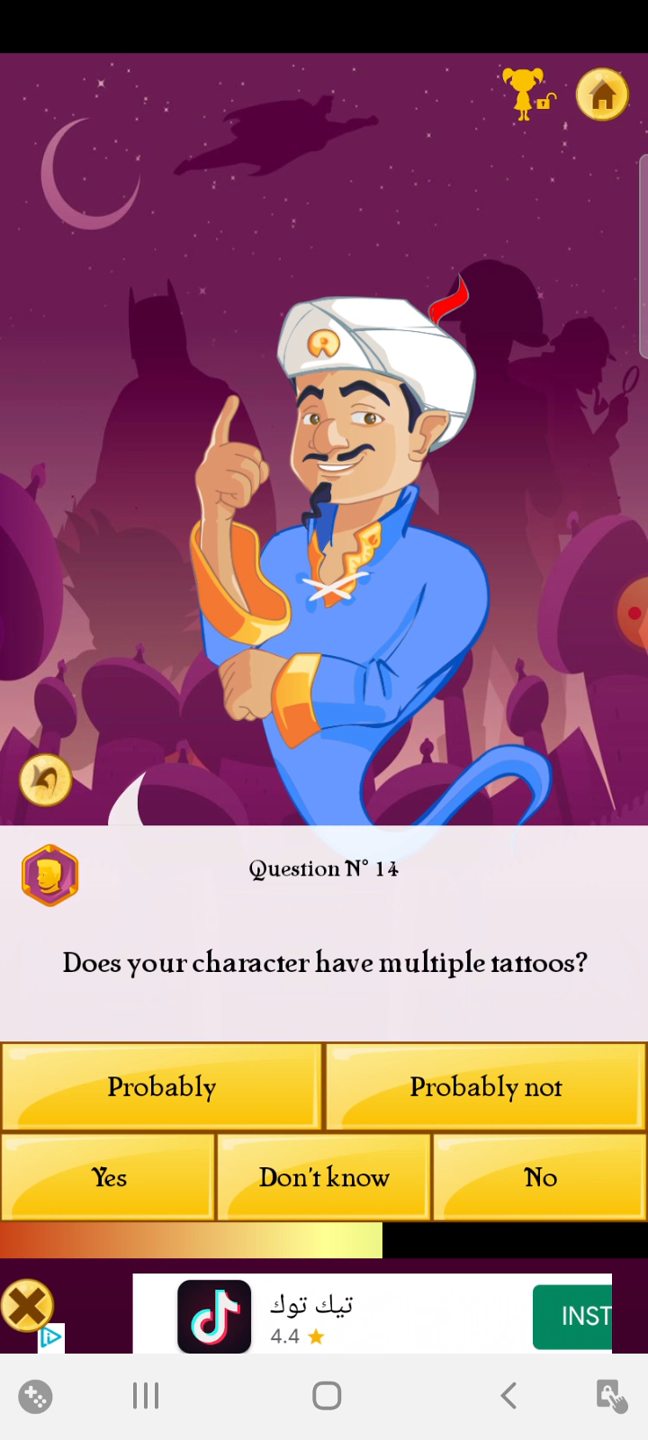 Question N° 14
Does your character have multiple tattoos?
Probably
Probably not
Yes
Don't know
No
تيك توك
4.4
INST